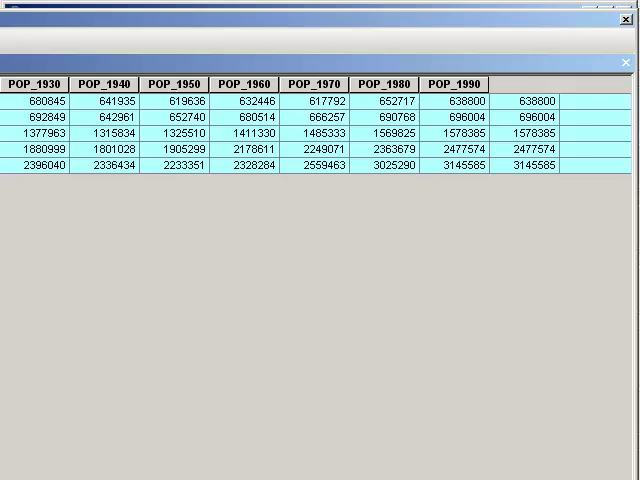 POP_1930 POP_1940 POP_1950 POP_1960 POP_1970 POP_1980 POP_1990
680845 641935 619636 632446 617792 652717 638800 638800
692849 642961 652740 680514 666257 690768 696004 696004
1377963 1315834 1325510 1411330 1485333 1569825 1578385 1578385
1880999 1801028 1905299 2178611 2249071 2363679 2477574 2477574
2396040 2336434 2233351 2328284 2559463 3025290 3145585 3145585